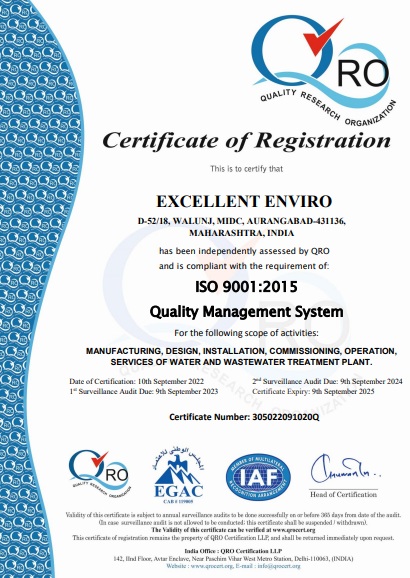 QRO
QUALITY RESEARCH ORGANIZATION
Certificate of Registration
This is to certify that
EXCELLENT ENVIRO
D-52/18, WALUNJ, MIDC, AURANGABAD-431136,
MAHARASHTRA, INDIA
has been independently assessed by QRO
and is compliant with the requirement of:
ISO 9001:2015
Quality Management System
For the following scope of activities:
MANUFACTURING, DESIGN, INSTALLATION, COMMISSIONING, OPERATION,
SERVICES OF WATER AND WASTEWATER TREATMENT PLANT.
Date of Certification: 10th September 2022 2nd Surveillance Audit Due: 9th September 2024
1st Surveillance Audit Due: 9th September 2023 Certificate Expiry: 9th September 2025
Certificate Number: 305022091020Q
QRO
QUALITY RESEARCH ORGANIZATION
EGAC
CAB # 119009
MEMBER OF MULTILATERAL
IAF
RECOGNITION ARRANGEMENT
Head of Certification
Validity of this certificate is subject to annual surveillance audits to be done successfully on or before 365 days from date of the audit.
(In case surveillance audit is not allowed to be conducted; this certificate shall be suspended / withdrawn).
The Validity of this certificate can be verified at www.qrocert.org
This certificate of registration remains the property of QRO Certification LLP, and shall be returned immediately upon request.
India Office : QRO Certification LLP
142, IInd Floor, Avtar Enclave, Near Paschim Vihar West Metro Station, Delhi-110063, (INDIA)
Website : www.qrocert.org, E-mail : info@qrocert.org